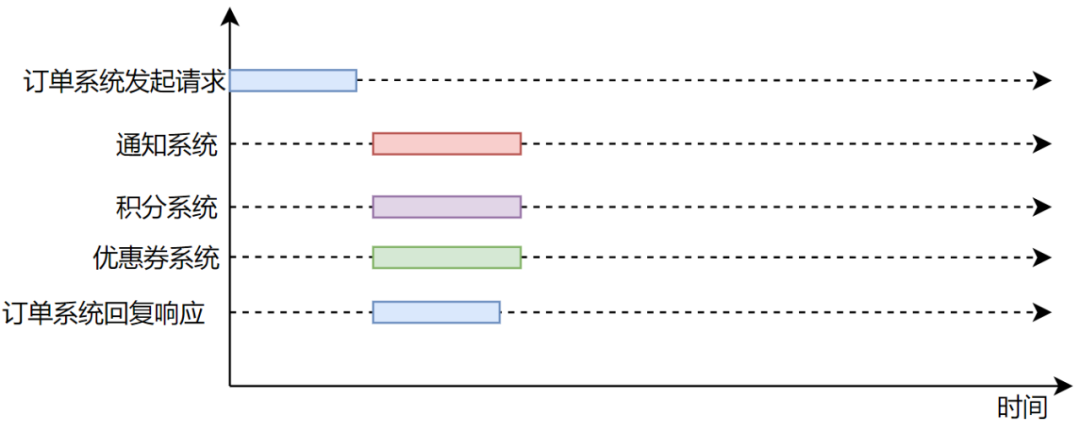 订单系统发起请求
通知系统
积分系统
优惠券系统
订单系统回复响应
时间